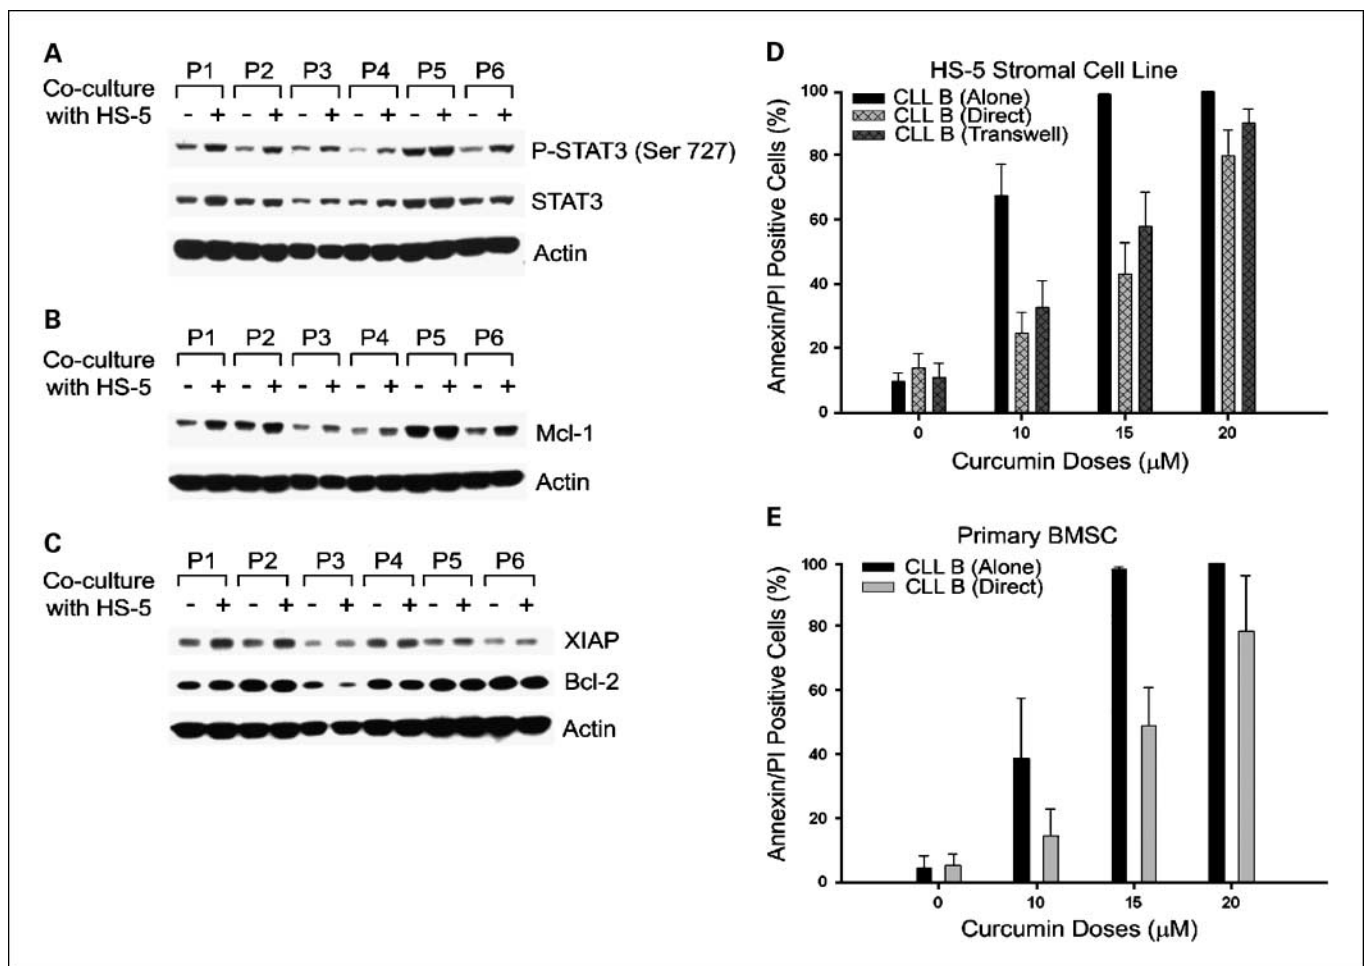 A
P1 P2 P3 P4 P5 P6
Co-culture
with HS-5 - + - + - + - + - + - +
P-STAT3 (Ser 727)
STAT3
Actin
B
P1 P2 P3 P4 P5 P6
Co-culture
with HS-5 - + - + - + - + - + - +
Mcl-1
Actin
C
P1 P2 P3 P4 P5 P6
Co-culture
with HS-5 - + - + - + - + - + - +
XIAP
Bcl-2
Actin
D
HS-5 Stromal Cell Line
CLL B (Alone)
CLL B (Direct)
CLL B (Transwell)
Annexin/PI Positive Cells (%)
100
80
60
40
20
0
0 10 15 20
Curcumin Doses (μM)
E
Primary BMSC
CLL B (Alone)
CLL B (Direct)
Annexin/PI Positive Cells (%)
100
80
60
40
20
0
0 10 15 20
Curcumin Doses (μM)